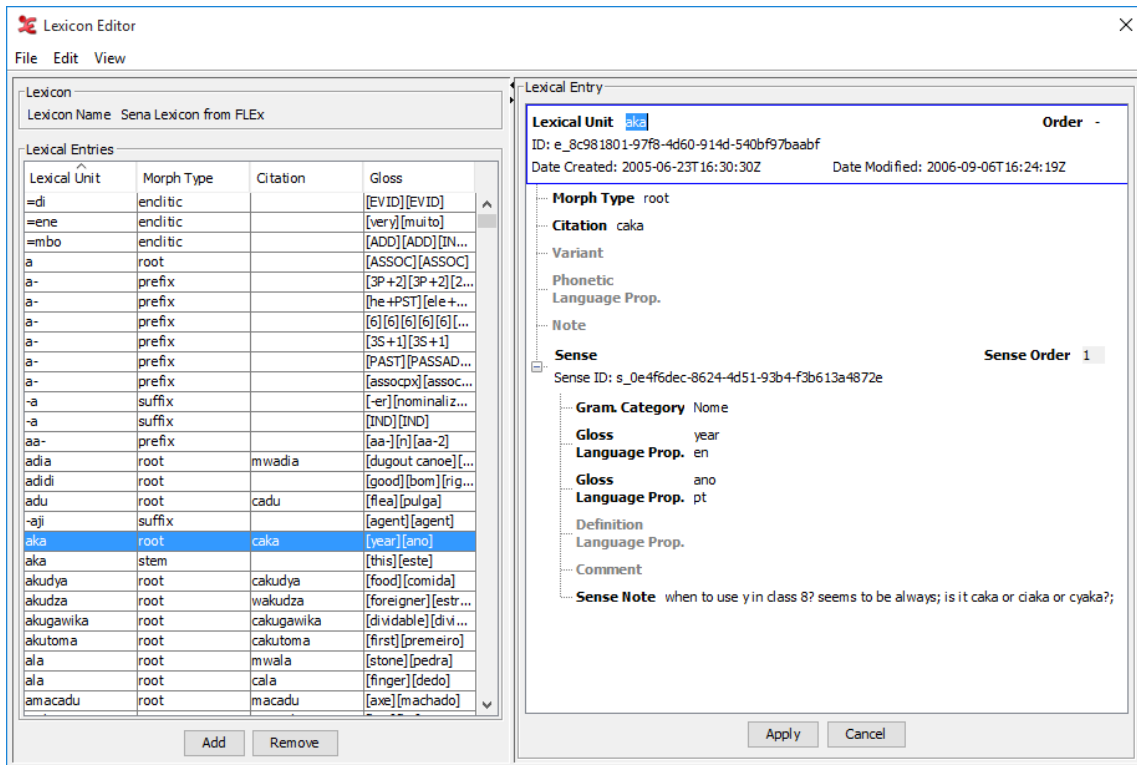 Lexicon Editor
File Edit View
Lexicon
Lexicon Name Sena Lexicon from FLEx
Lexical Entries
Lexical Unit Morph Type Citation Gloss
=di enclitic [EVID][EVID]
=ene enclitic [very][muito]
=mbo enclitic [ADD][ADD][IN...
a root [ASSOC][ASSOC]
a- prefix [3P+2][3P+2][2...
a- prefix [he+PST][ele+...
a- prefix [6][6][6][6][6][...
a- prefix [3S+1][3S+1]
a- prefix [PAST][PASSAD...
a- prefix [assocpx][assoc...
-a suffix [-er][nominaliz...
-a suffix [IND][IND]
aa- prefix [aa-][n][aa-2]
adia root mwadia [dugout canoe][...
adidi root [good][bom][rig...
adu root cadu [flea][pulga]
-aji suffix [agent][agent]
aka root caka [year][ano]
aka stem [this][este]
akudya root cakudya [food][comida]
akudza root wakudza [foreigner][estr...
akugawika root cakugawika [dividable][divi...
akutoma root cakutoma [first][premeiro]
ala root mwala [stone][pedra]
ala root cala [finger][dedo]
amacadu root macadu [axe][machado]
Add Remove
Lexical Entry
Lexical Unit aka Order -
ID: e_8c981801-97f8-4d60-914d-540bf97baabf
Date Created: 2005-06-23T16:30:30Z Date Modified: 2006-09-06T16:24:19Z
Morph Type root
Citation caka
Variant
Phonetic
Language Prop.
Note
Sense Sense Order 1
Sense ID: s_0e4f6dec-8624-4d51-93b4-f3b613a4872e
Gram. Category Nome
Gloss year
Language Prop. en
Gloss ano
Language Prop. pt
Definition
Language Prop.
Comment
Sense Note when to use y in class 8? seems to be always; is it caka or ciaka or cyaka?;
Apply Cancel